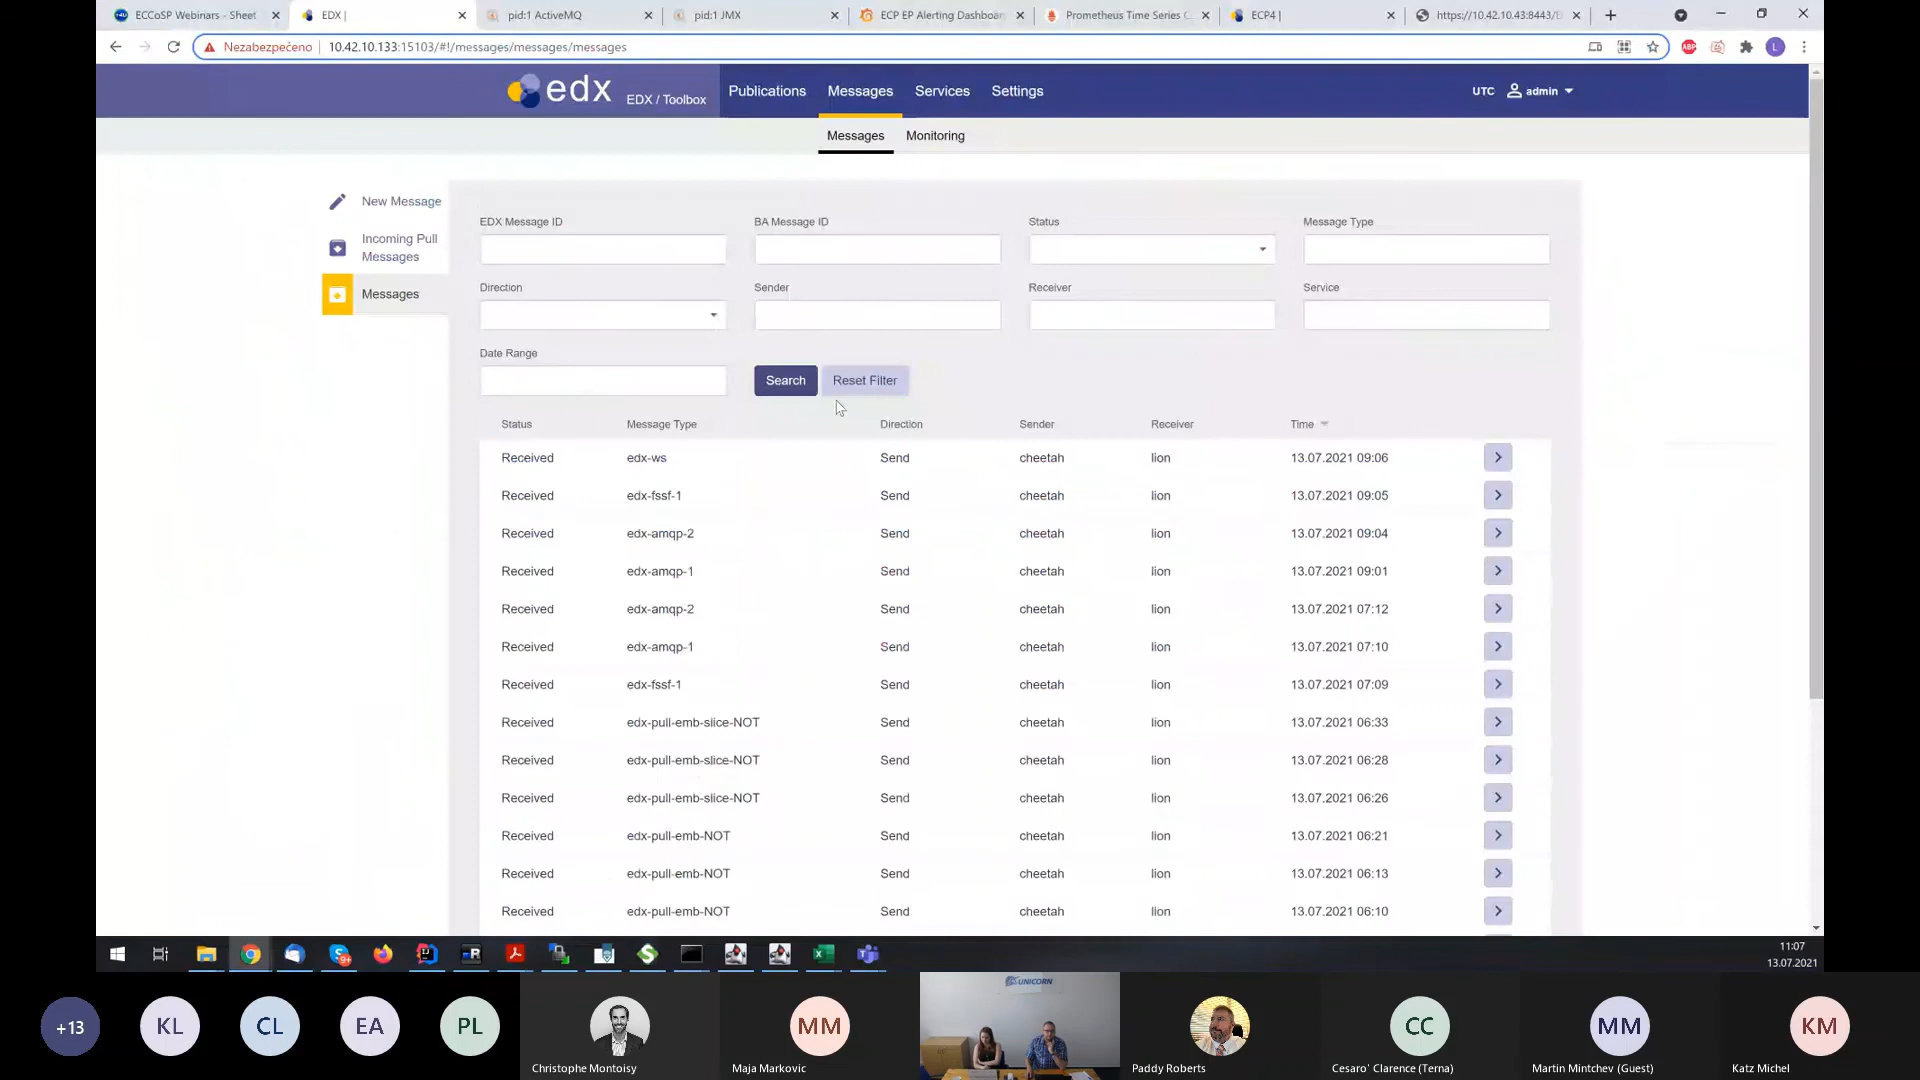 ECCoSP Webinars - Sheet
EDX |
pid:1 ActiveMQ
pid:1 JMX
ECP EP Alerting Dashboar
Prometheus Time Series C
ECP4 |
https://10.42.10.43:8443/E
Nezabezpečeno | 10.42.10.133:15103/#!/messages/messages/messages
ABP
L
edx EDX / Toolbox
Publications Messages Services Settings
UTC admin
Messages Monitoring
New Message
Incoming Pull
Messages
Messages
EDX Message ID BA Message ID Status Message Type
Direction Sender Receiver Service
Date Range
Search Reset Filter
Status Message Type Direction Sender Receiver Time
Received edx-ws Send cheetah lion 13.07.2021 09:06
Received edx-fssf-1 Send cheetah lion 13.07.2021 09:05
Received edx-amqp-2 Send cheetah lion 13.07.2021 09:04
Received edx-amqp-1 Send cheetah lion 13.07.2021 09:01
Received edx-amqp-2 Send cheetah lion 13.07.2021 07:12
Received edx-amqp-1 Send cheetah lion 13.07.2021 07:10
Received edx-fssf-1 Send cheetah lion 13.07.2021 07:09
Received edx-pull-emb-slice-NOT Send cheetah lion 13.07.2021 06:33
Received edx-pull-emb-slice-NOT Send cheetah lion 13.07.2021 06:28
Received edx-pull-emb-slice-NOT Send cheetah lion 13.07.2021 06:26
Received edx-pull-emb-NOT Send cheetah lion 13.07.2021 06:21
Received edx-pull-emb-NOT Send cheetah lion 13.07.2021 06:13
Received edx-pull-emb-NOT Send cheetah lion 13.07.2021 06:10
11:07
13.07.2021
+13 KL CL EA PL
MM
UNICORN
CC MM KM
Christophe Montoisy
Maja Markovic
Paddy Roberts
Cesaro' Clarence (Terna)
Martin Mintchev (Guest)
Katz Michel